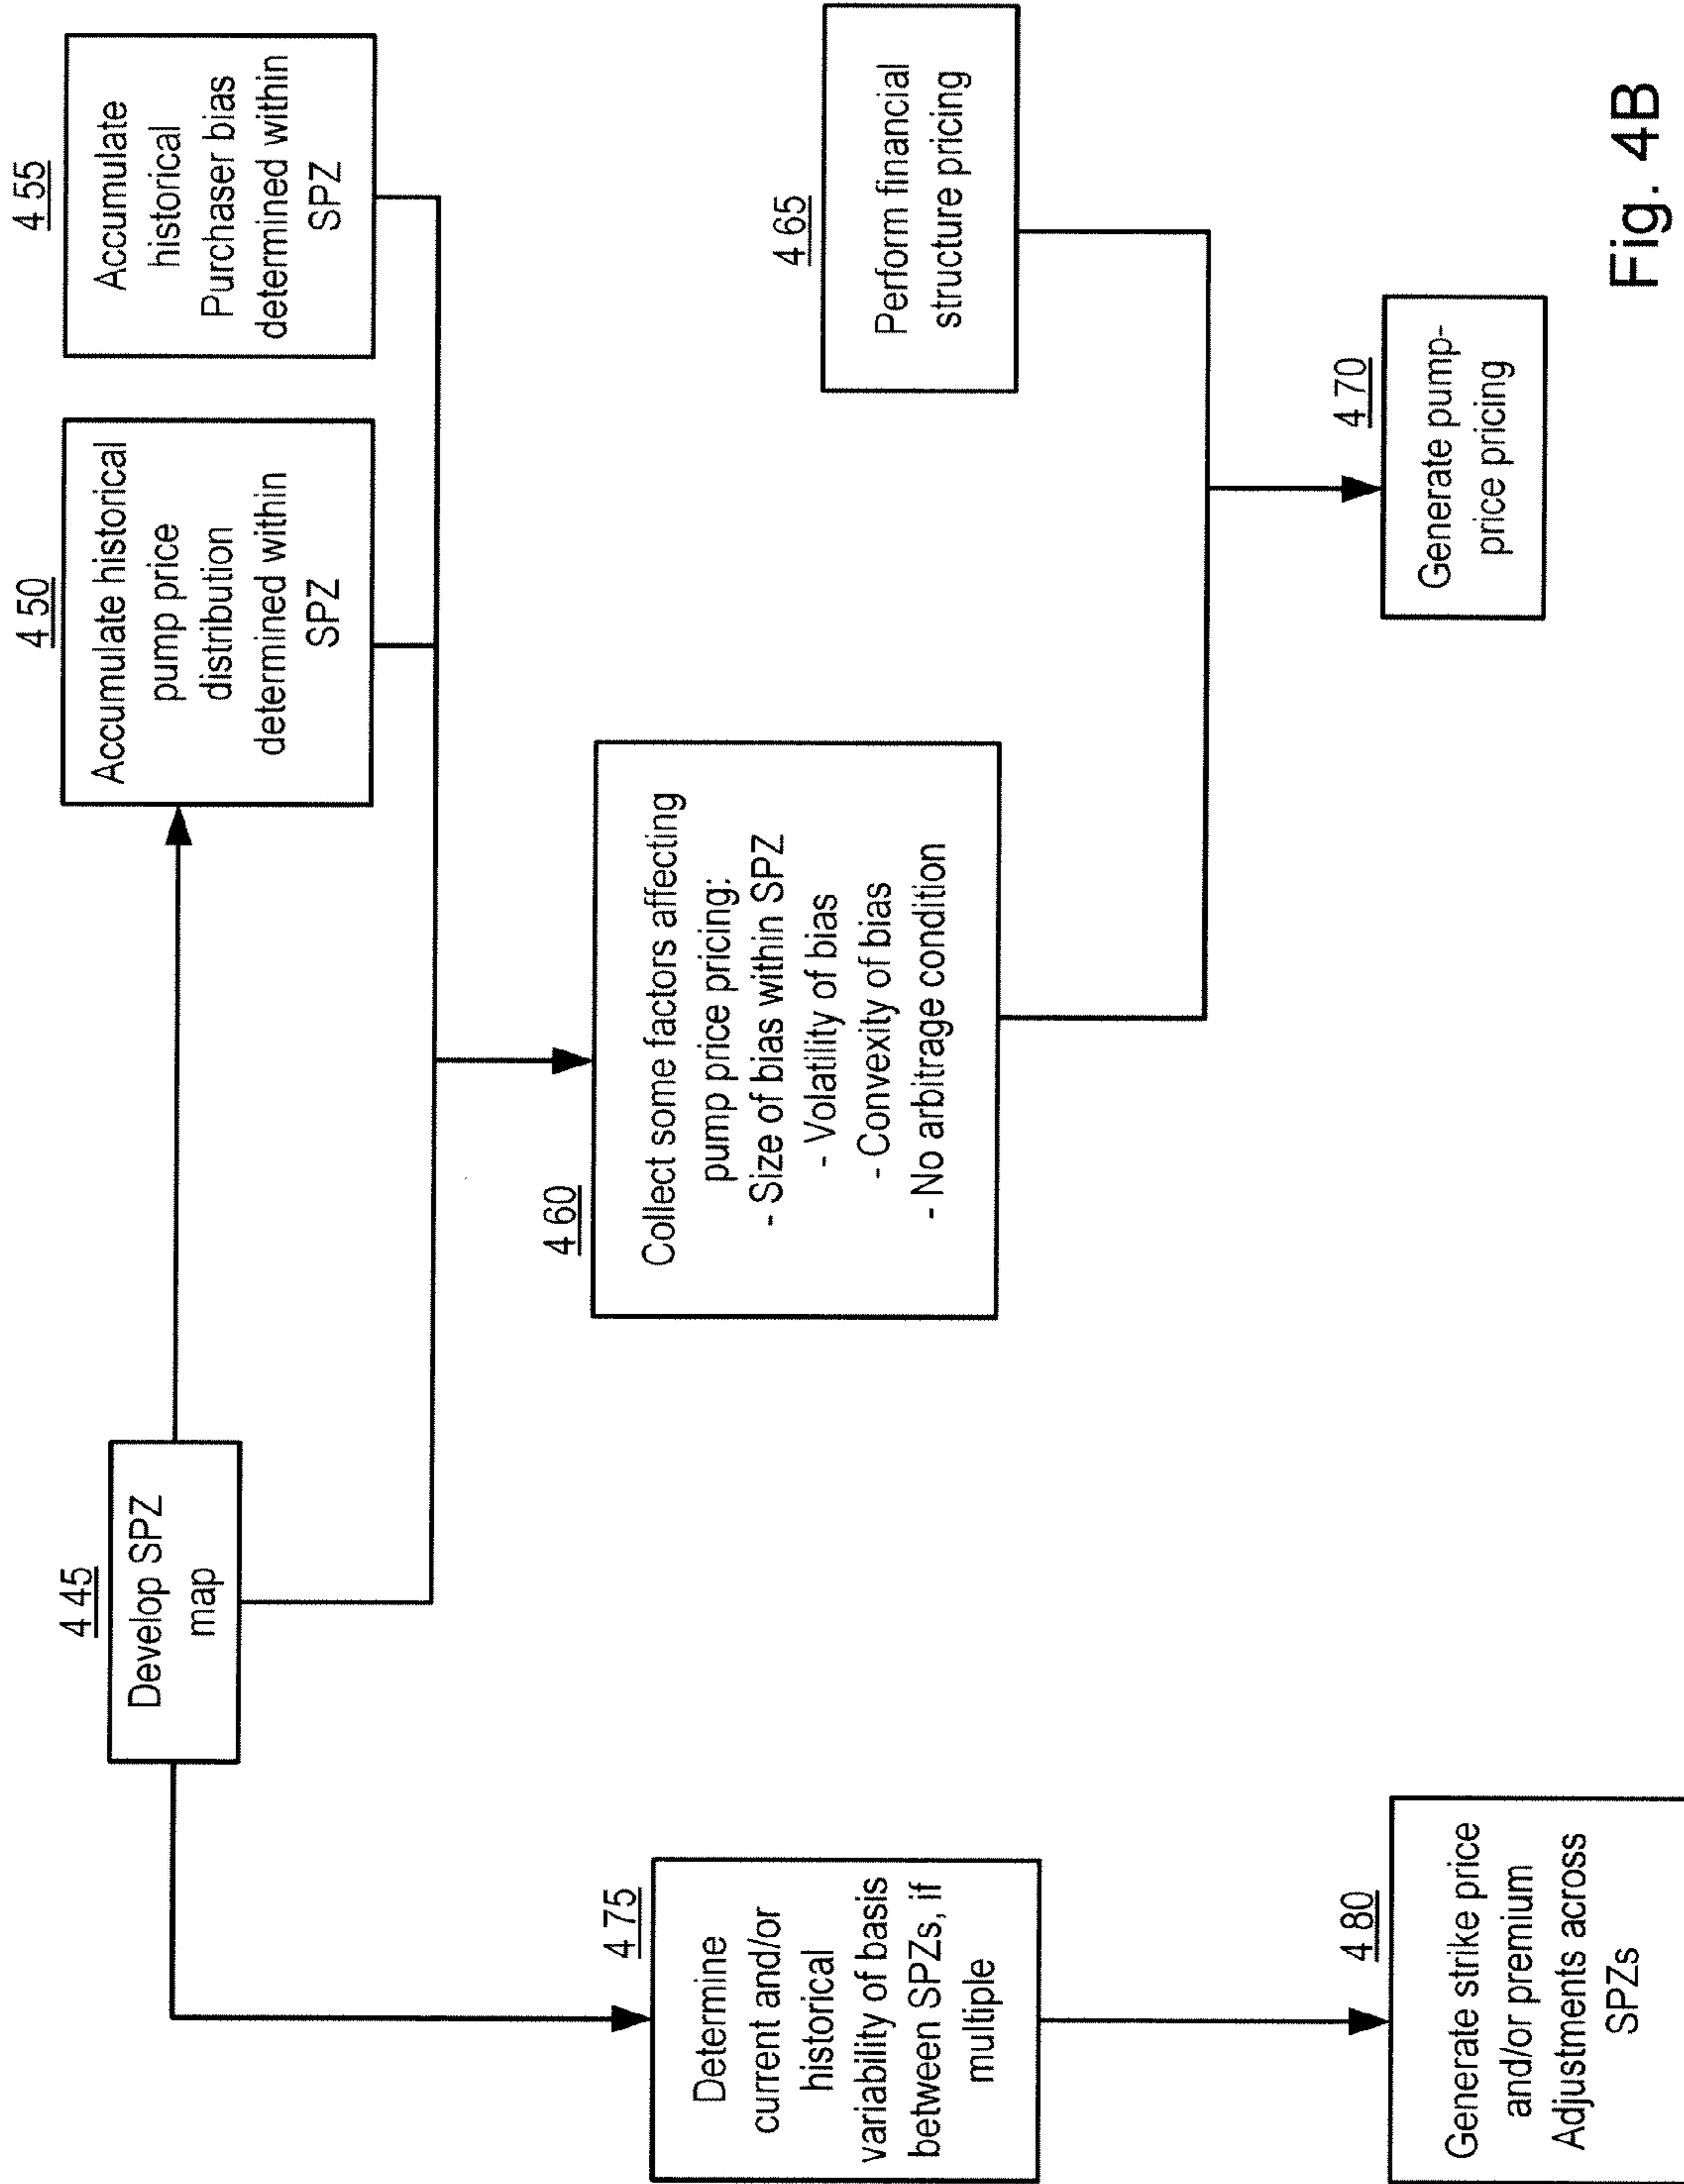 4 45
Develop SPZ
map
4 50
Accumulate historical
pump price
distribution
determined within
SPZ
4 55
Accumulate
historical
Purchaser bias
determined within
SPZ
4 60
Collect some factors affecting
pump price pricing:
- Size of bias within SPZ
- Volatility of bias
- Convexity of bias
- No arbitrage condition
4 65
Perform financial
structure pricing
4 75
Determine
current and/or
historical
variability of basis
between SPZs, if
multiple
4 80
Generate strike price
and/or premium
Adjustments across
SPZs
4 70
Generate pump-
price pricing
Fig. 4B